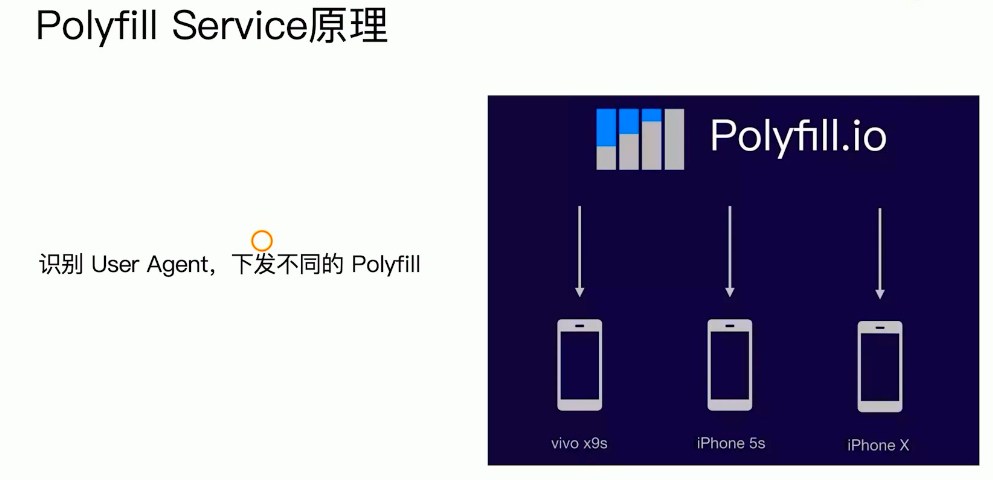 Polyfill Service原理
Polyfill.io
识别 User Agent，下发不同的 Polyfill
vivo x9s
iPhone 5s
iPhone X